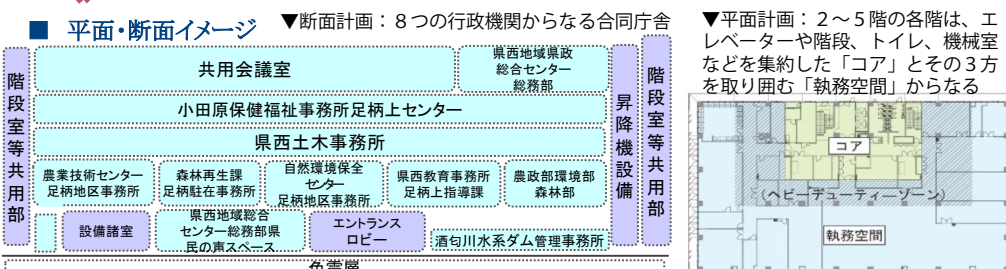 ■ 平面・断面イメージ
▼断面計画：８つの行政機関からなる合同庁舎
階段室等共用部
共用会議室
県西地域県政
総合センター
総務部
小田原保健福祉事務所足柄上センター
県西土木事務所
農業技術センター
足柄地区事務所
森林再生課
足柄駐在事務所
自然環境保全
センター
足柄地区事務所
県西教育事務所
足柄上指導課
農政部環境部
森林部
設備諸室
県西地域総合
センター総務部県
民の声スペース
エントランス
ロビー
酒匂川水系ダム管理事務所
昇降機設備
階段室等共用部
免震層
▼平面計画：２～５階の各階は、エ
レベーターや階段、トイレ、機械室
などを集約した「コア」とその３方
を取り囲む「執務空間」からなる
コア
（ヘビーデューティーゾーン）
執務空間